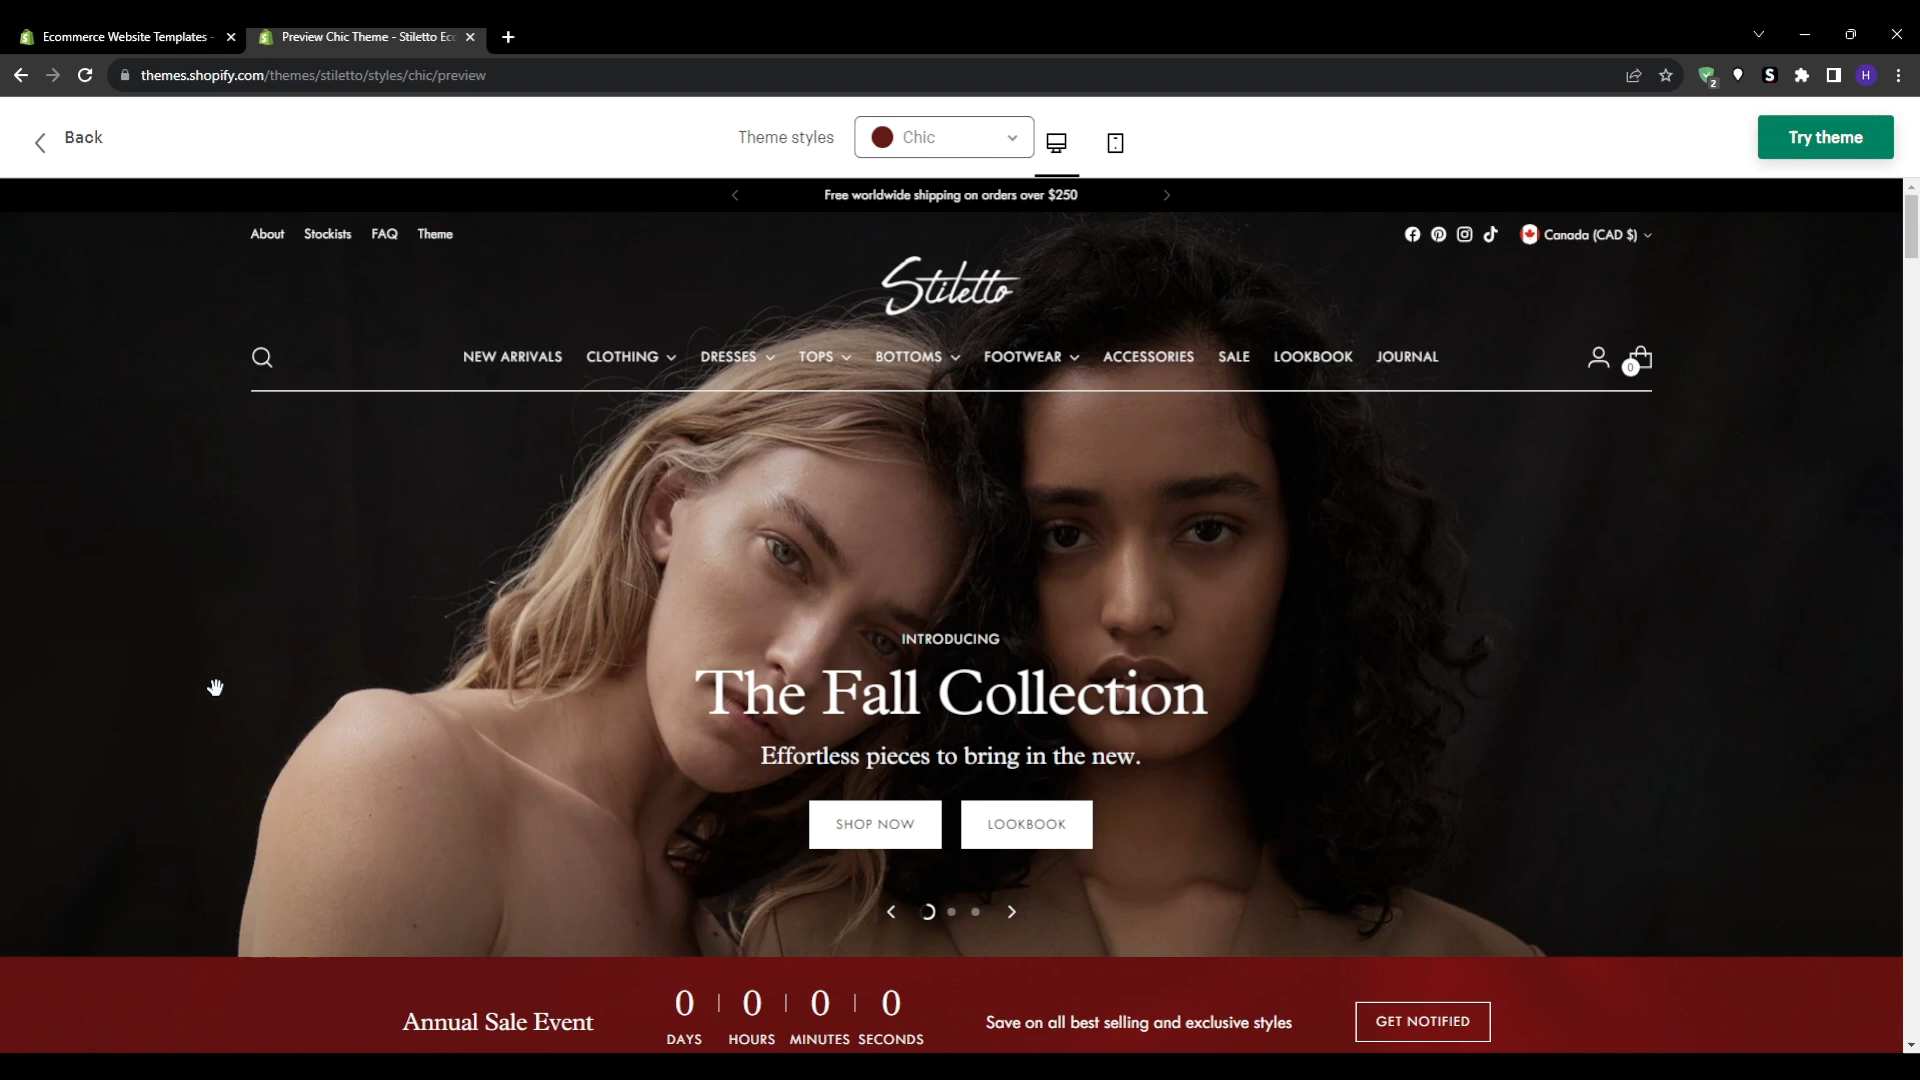 Ecommerce Website Templates -
Preview Chic Theme - Stiletto Ec
themes.shopify.com/themes/stiletto/styles/chic/preview
2
S
H
Back
Theme styles
Chic
Try theme
Free worldwide shipping on orders over $250
About Stockists FAQ Theme
Canada (CAD $)
Stiletto
NEW ARRIVALS CLOTHING DRESSES TOPS BOTTOMS FOOTWEAR ACCESSORIES SALE LOOKBOOK JOURNAL
0
INTRODUCING
The Fall Collection
Effortless pieces to bring in the new.
SHOP NOW
LOOKBOOK
Annual Sale Event
0 0 0 0
DAYS HOURS MINUTES SECONDS
Save on all best selling and exclusive styles
GET NOTIFIED